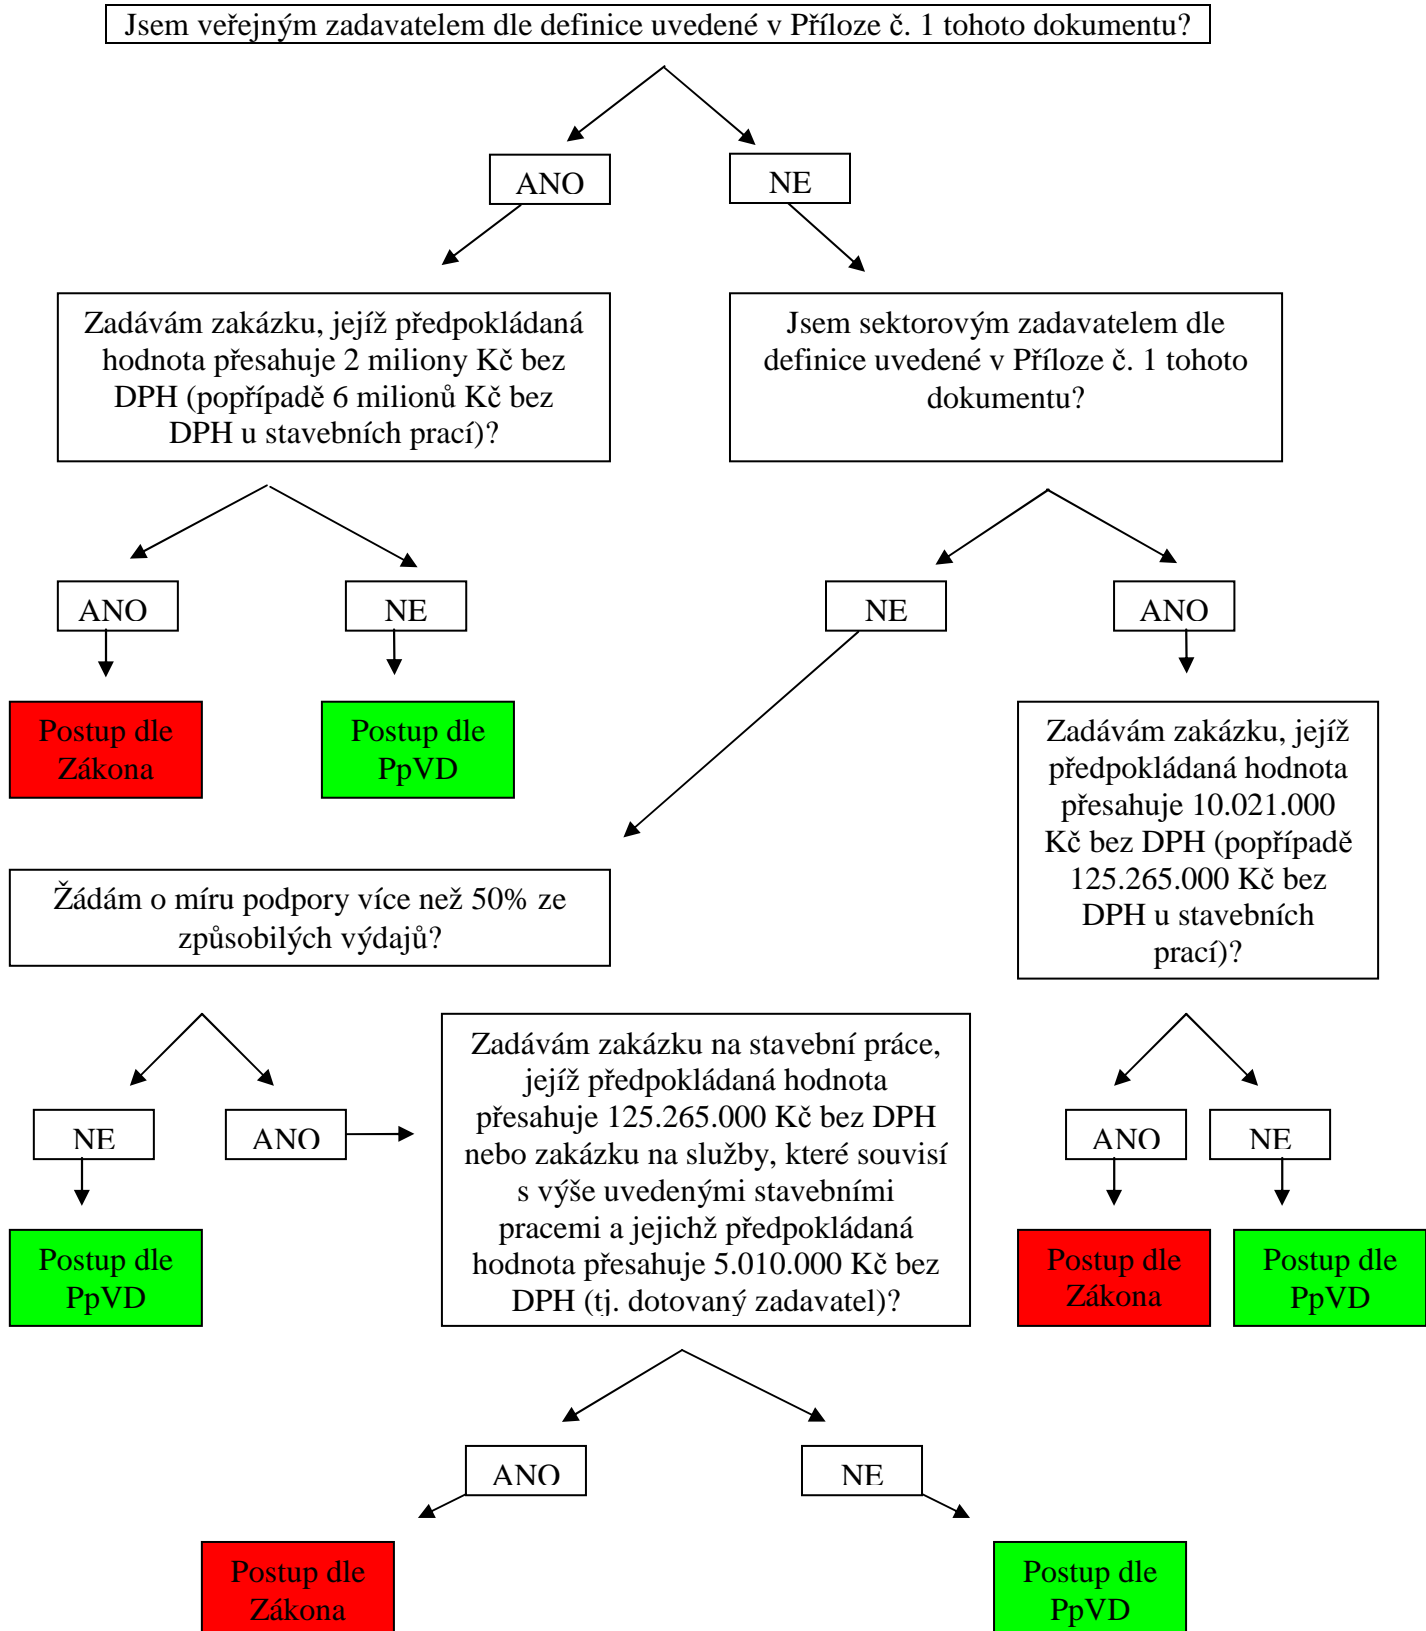 Jsem veřejným zadavatelem dle definice uvedené v Příloze č. 1 tohoto dokumentu?
ANO
NE
Zadávám zakázku, jejíž předpokládaná
hodnota přesahuje 2 miliony Kč bez
DPH (popřípadě 6 milionů Kč bez
DPH u stavebních prací)?
Jsem sektorovým zadavatelem dle
definice uvedené v Příloze č. 1 tohoto
dokumentu?
ANO
NE
NE
ANO
Postup dle
Zákona
Postup dle
PpVD
Zadávám zakázku, jejíž
předpokládaná hodnota
přesahuje 10.021.000
Kč bez DPH (popřípadě
125.265.000 Kč bez
DPH u stavebních
prací)?
Žádám o míru podpory více než 50% ze
způsobilých výdajů?
Zadávám zakázku na stavební práce,
jejíž předpokládaná hodnota
přesahuje 125.265.000 Kč bez DPH
nebo zakázku na služby, které souvisí
s výše uvedenými stavebními
pracemi a jejichž předpokládaná
hodnota přesahuje 5.010.000 Kč bez
DPH (tj. dotovaný zadavatel)?
NE
ANO
ANO
NE
Postup dle
PpVD
Postup dle
Zákona
Postup dle
PpVD
ANO
NE
Postup dle
Zákona
Postup dle
PpVD